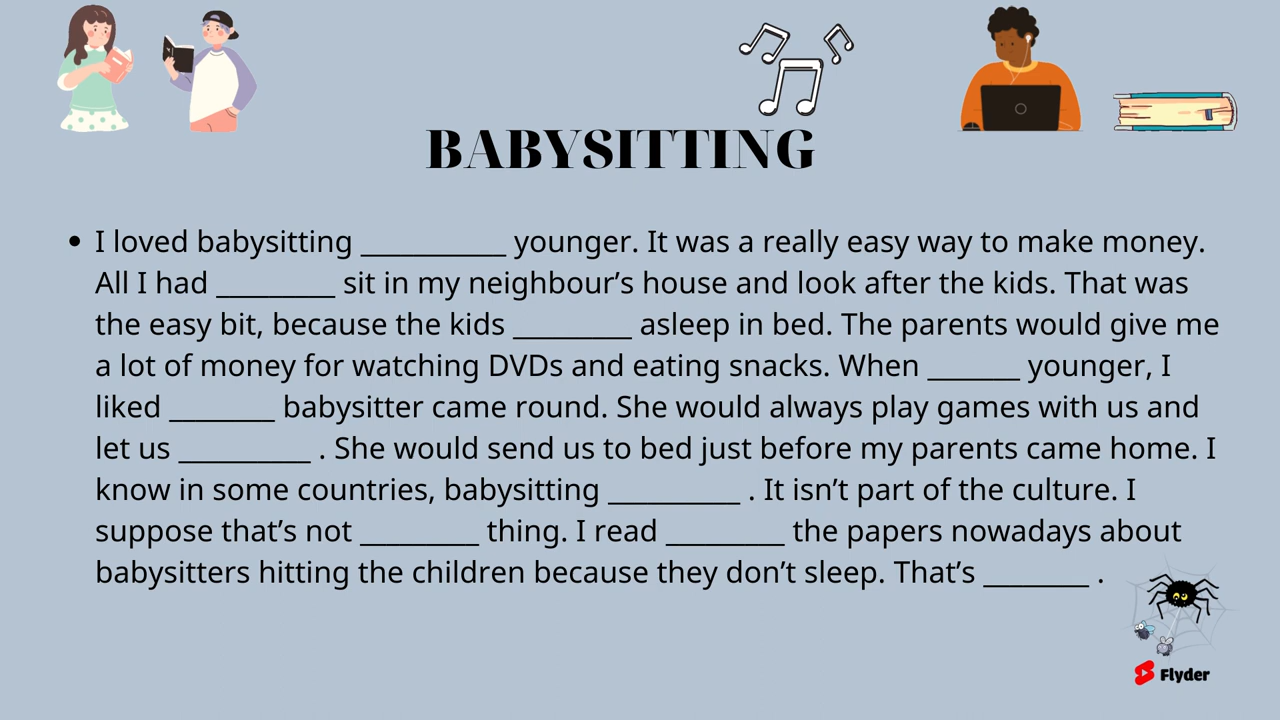 BABYSITTING
• I loved babysitting ___________ younger. It was a really easy way to make money.
All I had _________ sit in my neighbour’s house and look after the kids. That was
the easy bit, because the kids _________ asleep in bed. The parents would give me
a lot of money for watching DVDs and eating snacks. When _______ younger, I
liked ________ babysitter came round. She would always play games with us and
let us __________ . She would send us to bed just before my parents came home. I
know in some countries, babysitting __________ . It isn’t part of the culture. I
suppose that’s not _________ thing. I read _________ the papers nowadays about
babysitters hitting the children because they don’t sleep. That’s ________ .
Flyder